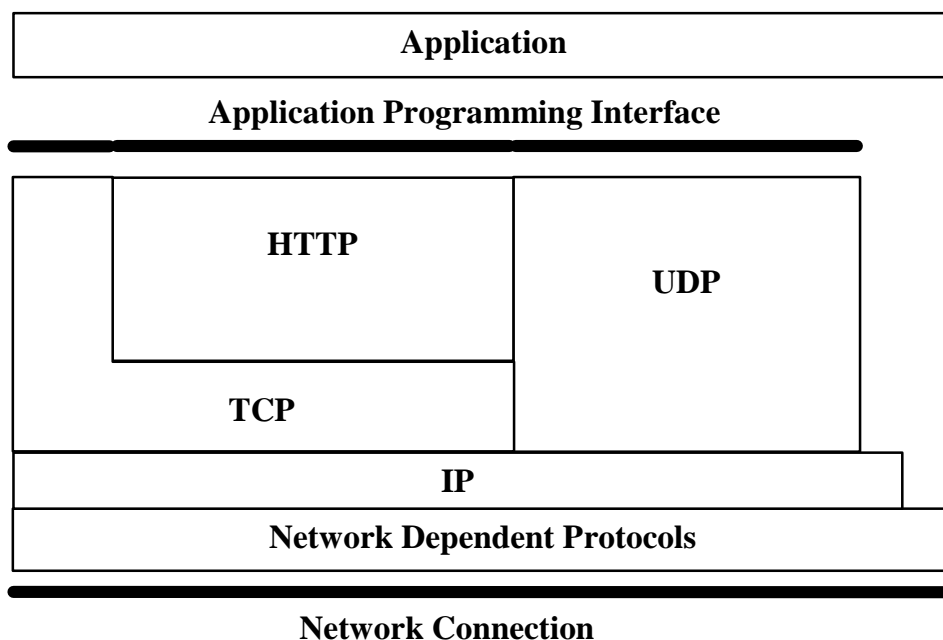 Application
Application Programming Interface
HTTP
UDP
TCP
IP
Network Dependent Protocols
Network Connection